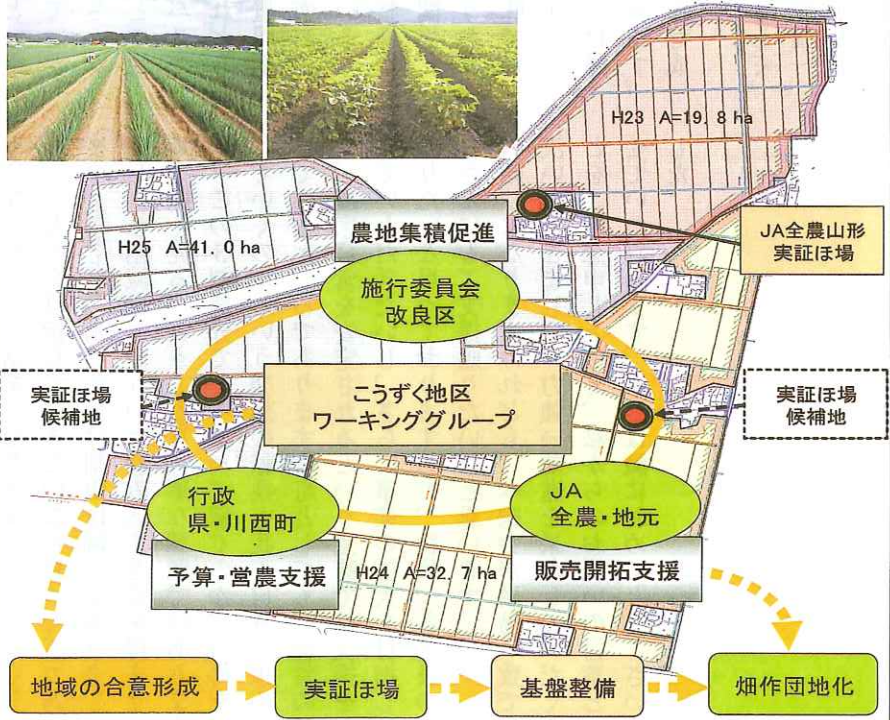 H23 A=19.8 ha
JA全農山形
実証ほ場
H25 A=41.0 ha
農地集積促進
施行委員会
改良区
実証ほ場
候補地
こうずく地区
ワーキンググループ
実証ほ場
候補地
行政
県・川西町
JA
全農・地元
予算・営農支援
H24 A=32.7 ha
販売開拓支援
地域の合意形成
実証ほ場
基盤整備
畑作団地化